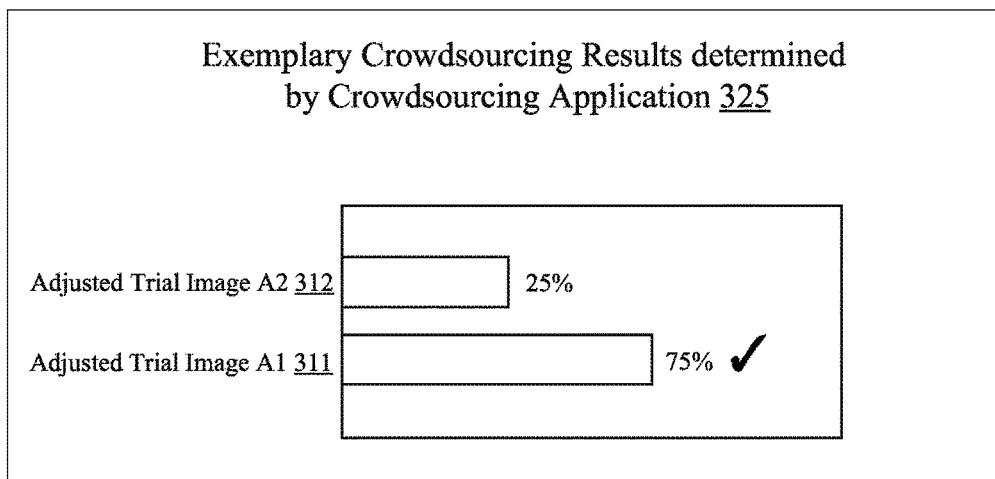 Exemplary Crowdsourcing Results determined
by Crowdsourcing Application 325
Adjusted Trial Image A2 312
25%
Adjusted Trial Image A1 311
75% ✓